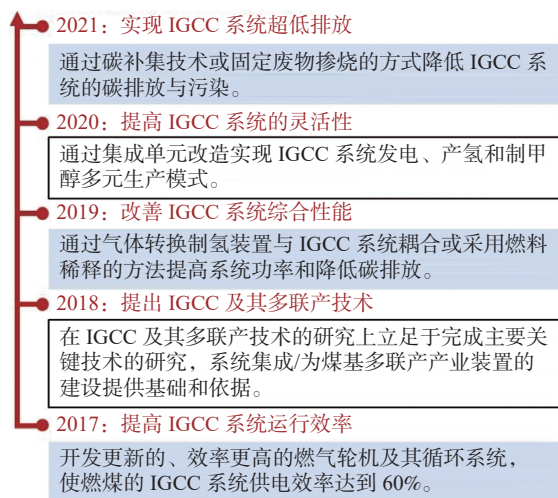 2021：实现 IGCC 系统超低排放
通过碳补集技术或固定废物掺烧的方式降低 IGCC 系
统的碳排放与污染。
2020：提高 IGCC 系统的灵活性
通过集成单元改造实现 IGCC 系统发电、产氢和制甲
醇多元生产模式。
2019：改善 IGCC 系统综合性能
通过气体转换制氢装置与 IGCC 系统耦合或采用燃料
稀释的方法提高系统功率和降低碳排放。
2018：提出 IGCC 及其多联产技术
在 IGCC 及其多联产技术的研究上立足于完成主要关
键技术的研究，系统集成/为煤基多联产产业装置的
建设提供基础和依据。
2017：提高 IGCC 系统运行效率
开发更新的、效率更高的燃气轮机及其循环系统，
使燃煤的 IGCC 系统供电效率达到 60%。